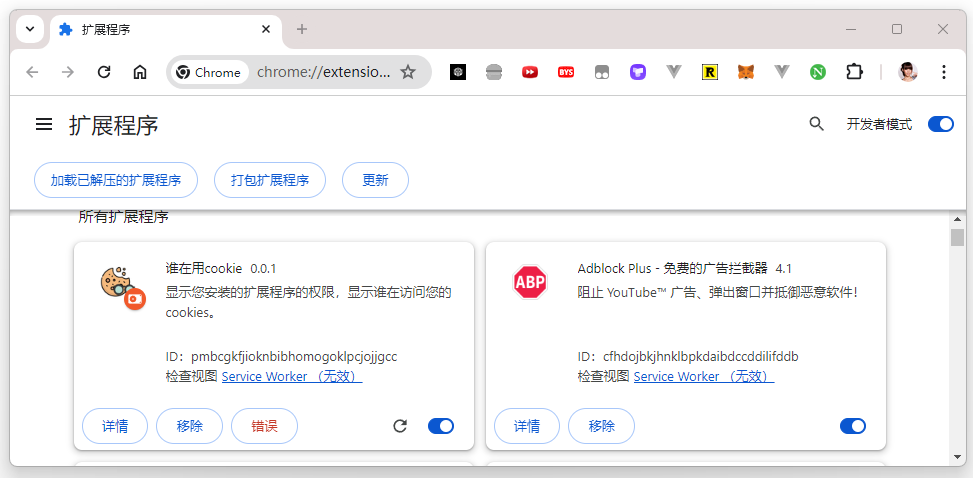 扩展程序
Chrome
chrome://extensio...
BYS
R
N
扩展程序
开发者模式
加载已解压的扩展程序
打包扩展程序
更新
所有扩展程序
谁在用cookie 0.0.1
显示您安装的扩展程序的权限，显示谁在访问您的
cookies。
ID：pmbcgkfjioknbibhomogoklpcjojjgcc
检查视图 Service Worker （无效）
详情
移除
错误
ABP
Adblock Plus - 免费的广告拦截器 4.1
阻止 YouTube™ 广告、弹出窗口并抵御恶意软件！
ID：cfhdojbkjhnklbpkdaibdccddilifddb
检查视图 Service Worker （无效）
详情
移除